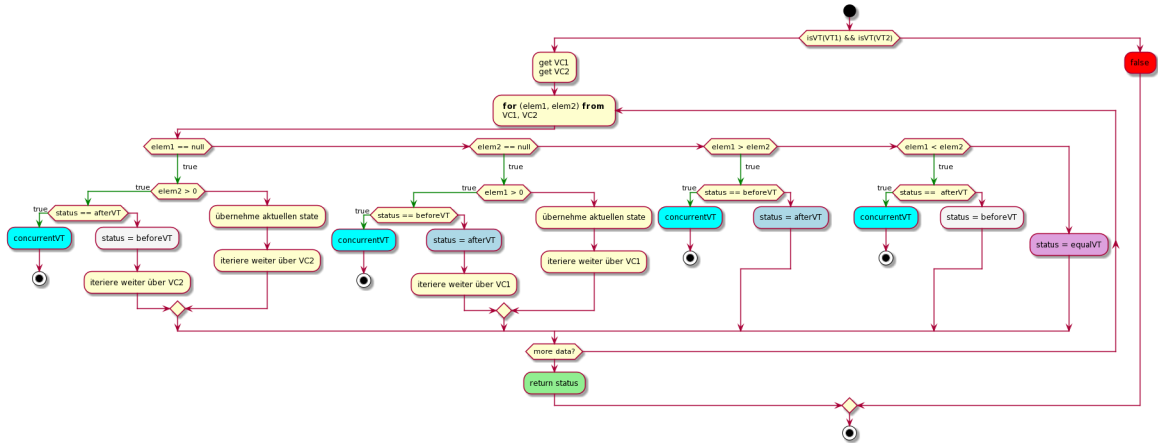 isVT(VT1) && isVT(VT2)
get VC1
get VC2
false
for (elem1, elem2) from
VC1, VC2
elem1 == null
elem2 == null
elem1 > elem2
elem1 < elem2
true
true
true
true
true
elem2 > 0
true
elem1 > 0
true
status == beforeVT
true
status ==  afterVT
true
status == afterVT
übernehme aktuellen state
true
status == beforeVT
übernehme aktuellen state
concurrentVT
status = afterVT
concurrentVT
status = beforeVT
concurrentVT
status = beforeVT
concurrentVT
status = afterVT
status = equalVT
iteriere weiter über VC2
iteriere weiter über VC1
iteriere weiter über VC2
iteriere weiter über VC1
more data?
return status